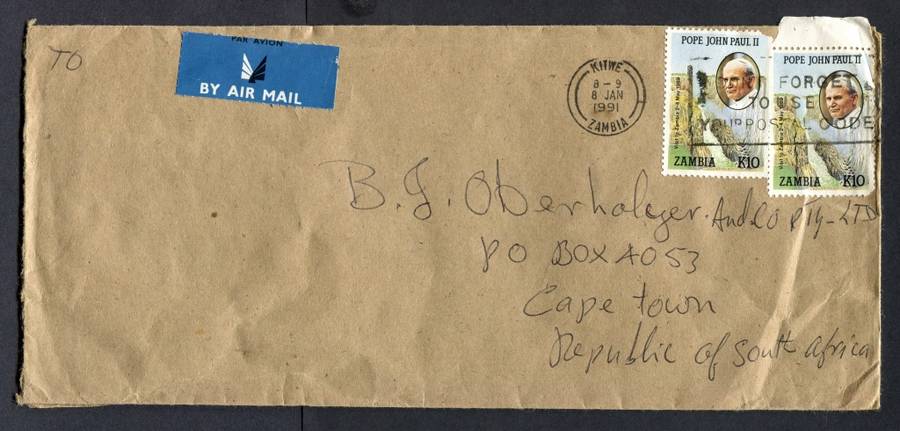 TO
PAR AVION
BY AIR MAIL
KITWE
8-9
8 JAN
1991
ZAMBIA
POPE JOHN PAUL II
ZAMBIA K10
POPE JOHN PAUL II
ZAMBIA K10
FORGET
TO USE
YOUR POSTAL CODE
B.J. Oberholzer. Andlo PTY-LTD
PO BOX 4053
Cape town
Republic of South Africa